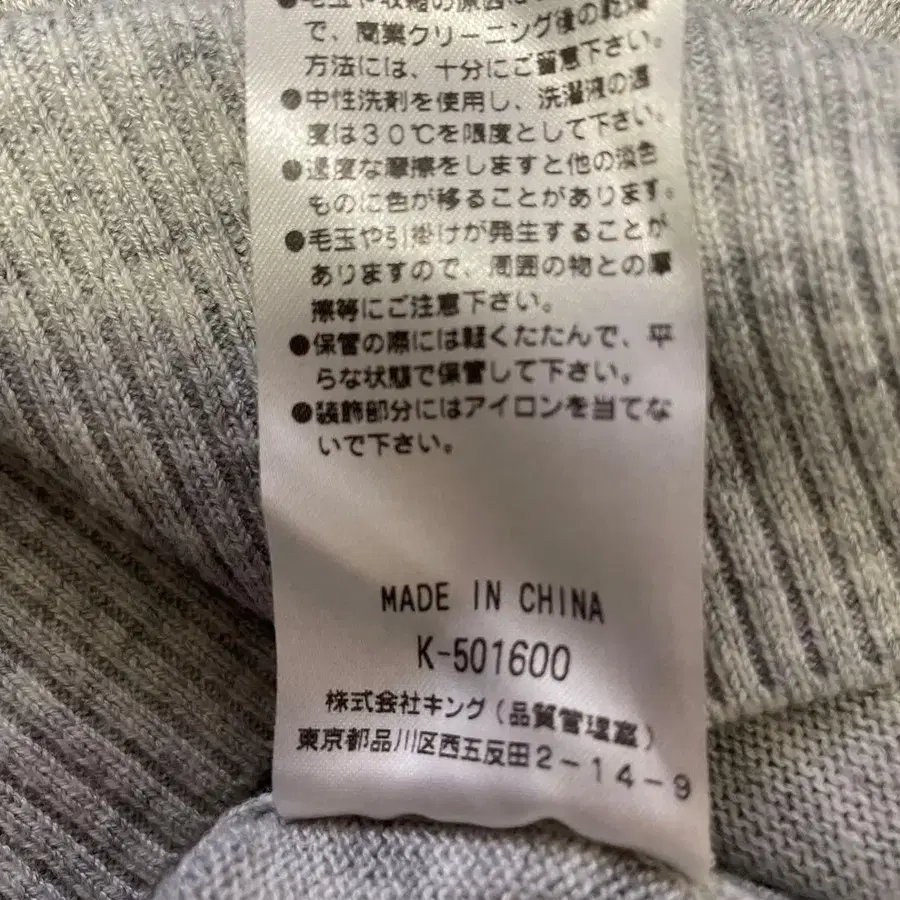 ●毛玉や収縮の原因
で、商業クリーニング後の乾燥
方法には、十分にご留意下さい。
●中性洗剤を使用し、洗濯液の温
度は30℃を限度として下さい。
●過度な摩擦をしますと他の淡色
ものに色が移ることがあります。
●毛玉や引掛けが発生することが
ありますので、周囲の物との摩
擦等にご注意下さい。
●保管の際には軽くたたんで、平
らな状態で保管して下さい。
●装飾部分にはアイロンを当てな
いで下さい。
MADE IN CHINA
K-501600
株式会社キング(品質管理室)
東京都品川区西五反田2-14-9